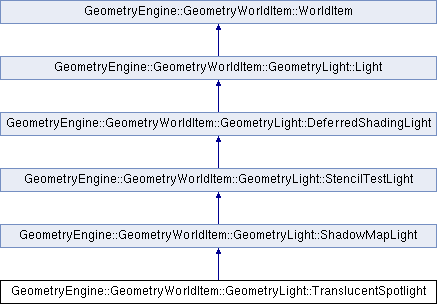 GeometryEngine::GeometryWorldItem::WorldItem
GeometryEngine::GeometryWorldItem::GeometryLight::Light
GeometryEngine::GeometryWorldItem::GeometryLight::DeferredShadingLight
GeometryEngine::GeometryWorldItem::GeometryLight::StencilTestLight
GeometryEngine::GeometryWorldItem::GeometryLight::ShadowMapLight
GeometryEngine::GeometryWorldItem::GeometryLight::TranslucentSpotlight